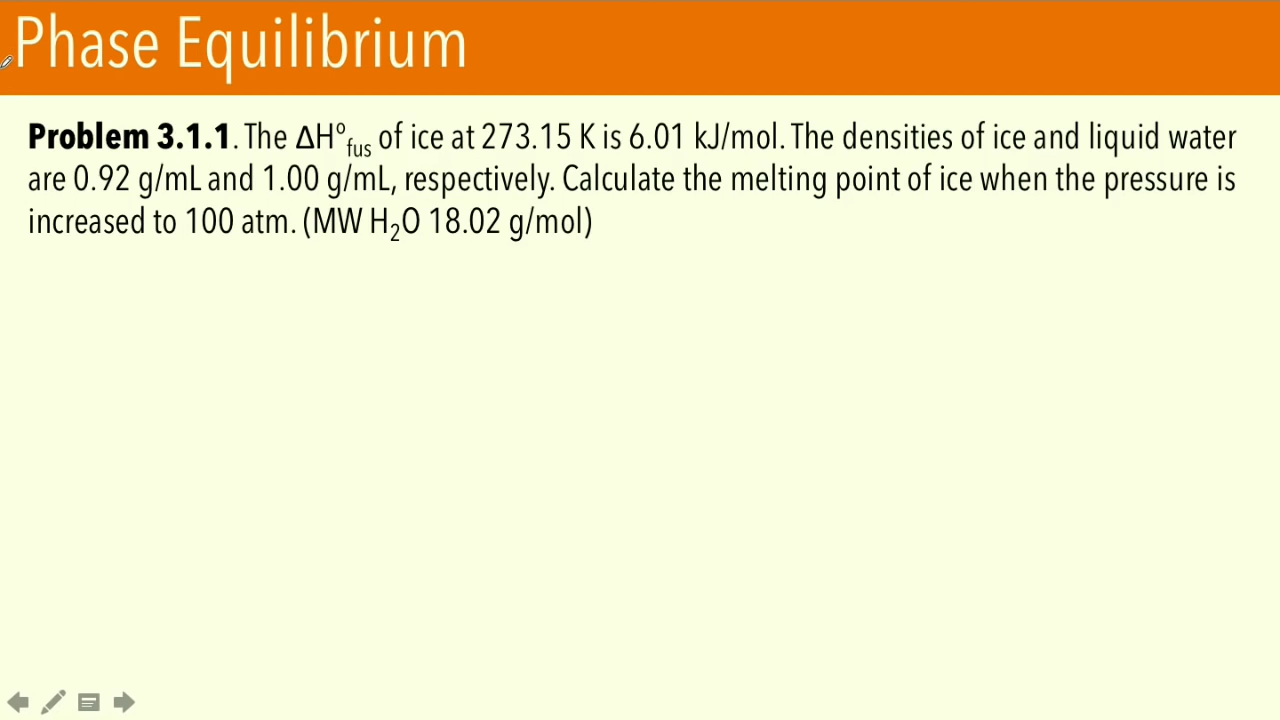 Phase Equilibrium
Problem 3.1.1. The ΔHº_fus of ice at 273.15 K is 6.01 kJ/mol. The densities of ice and liquid water
are 0.92 g/mL and 1.00 g/mL, respectively. Calculate the melting point of ice when the pressure is
increased to 100 atm. (MW H₂O 18.02 g/mol)